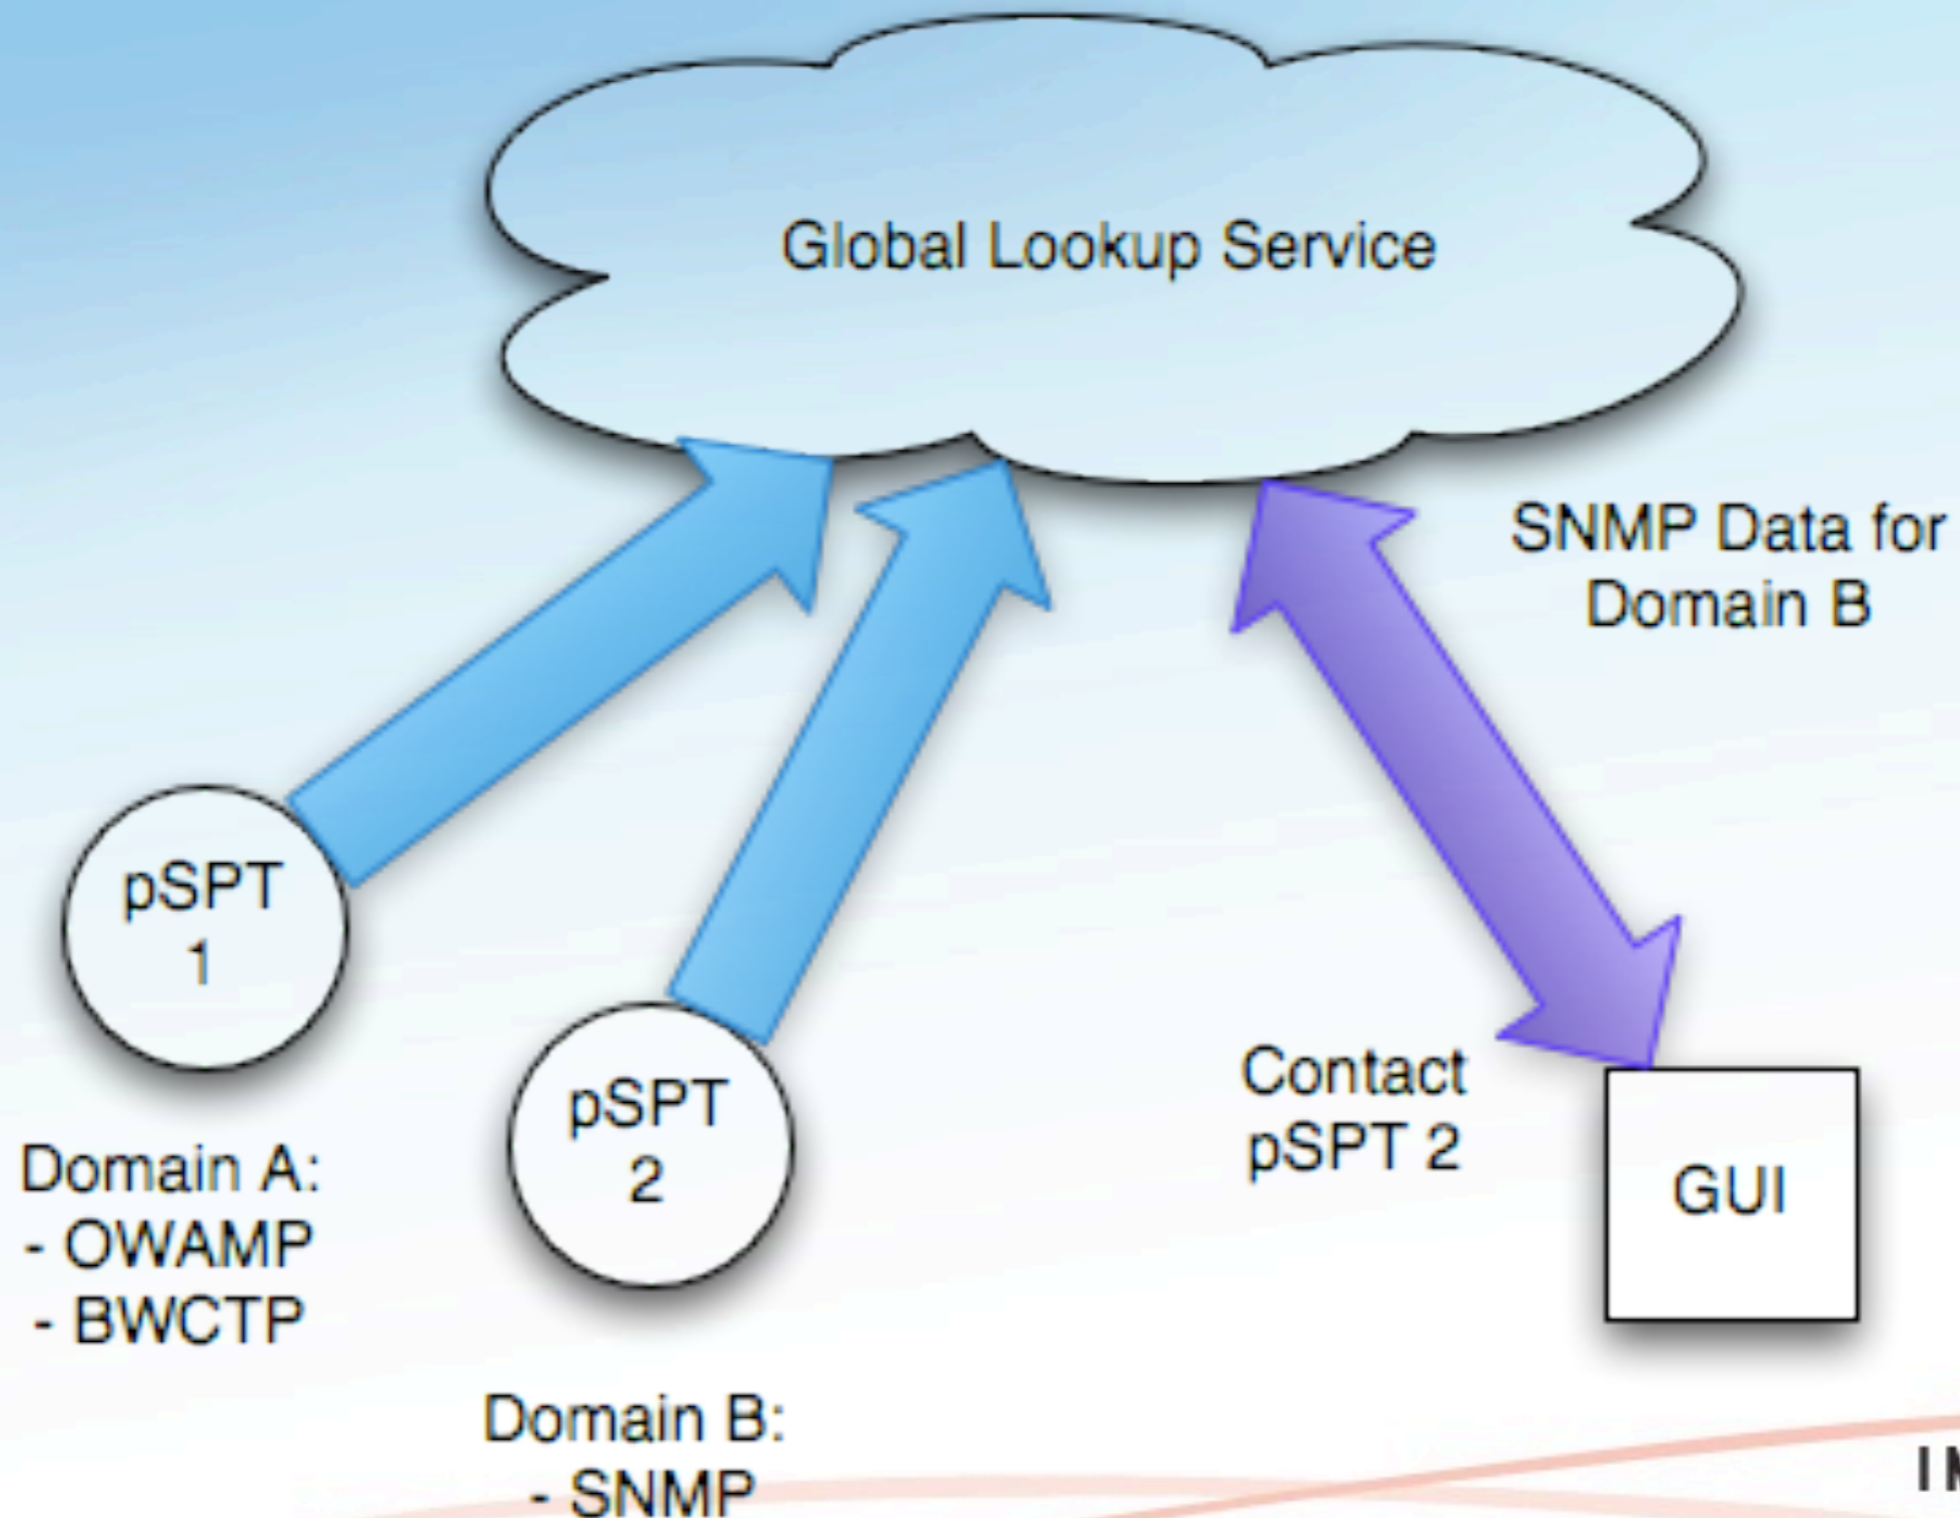 Global Lookup Service
SNMP Data for
Domain B
pSPT
1
pSPT
2
Contact
pSPT 2
GUI
Domain A:
- OWAMP
- BWCTP
Domain B:
- SNMP